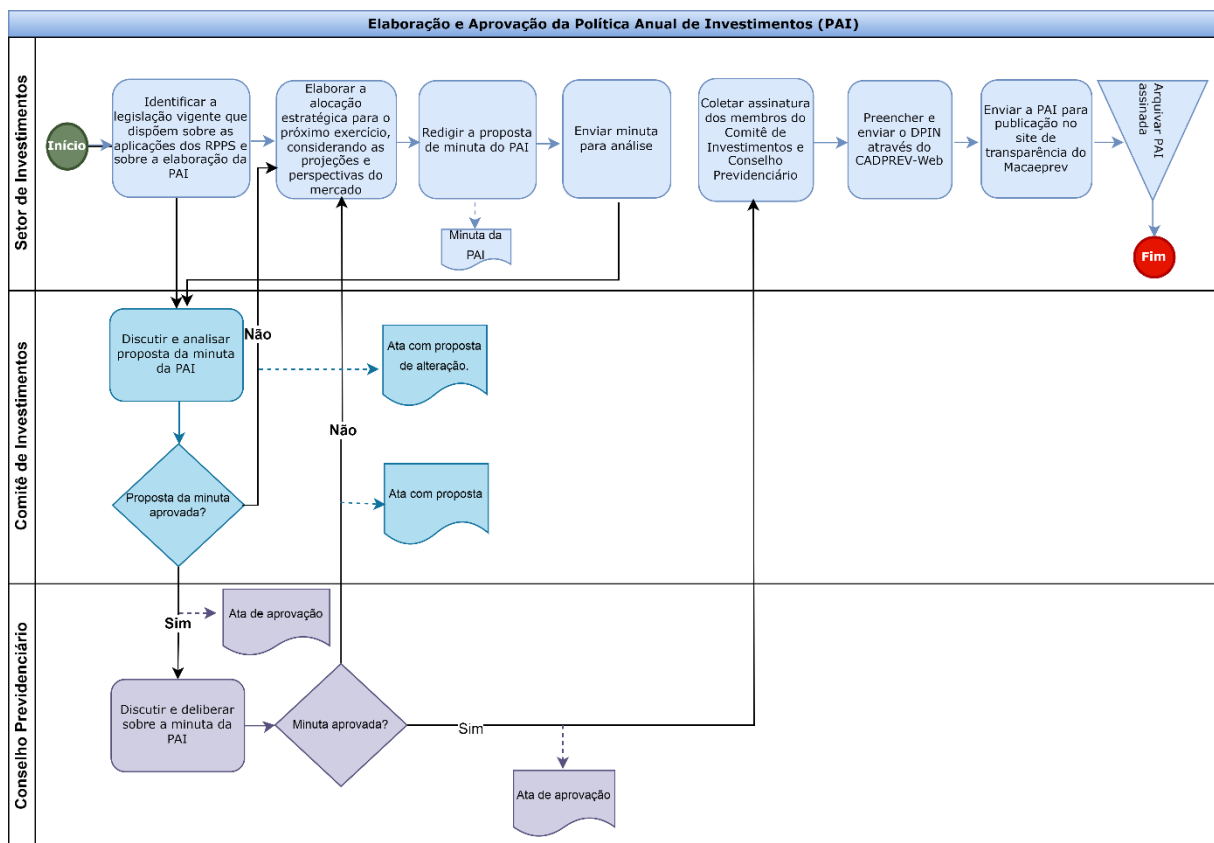 Elaboração e Aprovação da Política Anual de Investimentos (PAI)
Setor de Investimentos
Início
Identificar a
legislação vigente que
dispõem sobre as
aplicações dos RPPS e
sobre a elaboração da
PAI
Elaborar a
alocação
estratégica para o
próximo exercício,
considerando as
projeções e
perspectivas do
mercado
Redigir a proposta
de minuta do PAI
Minuta da
PAI
Enviar minuta
para análise
Coletar assinatura
dos membros do
Comitê de
Investimentos e
Conselho
Previdenciário
Preencher e
enviar o DPIN
através do
CADPREV-Web
Enviar a PAI para
publicação no
site de
transparência do
Macaeprev
Arquivar PAI
assinada
Fim
Comitê de Investimentos
Discutir e analisar
proposta da minuta
da PAI
Não
Ata com proposta
de alteração.
Proposta da minuta
aprovada?
Não
Ata com proposta
Conselho Previdenciário
Sim
Ata de aprovação
Discutir e deliberar
sobre a minuta da
PAI
Minuta aprovada?
Sim
Ata de aprovação